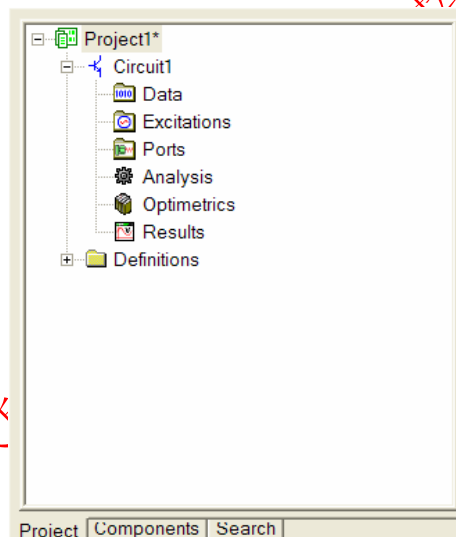 Project1*
Circuit1
Data
Excitations
Ports
Analysis
Optimetrics
Results
Definitions
Project Components Search